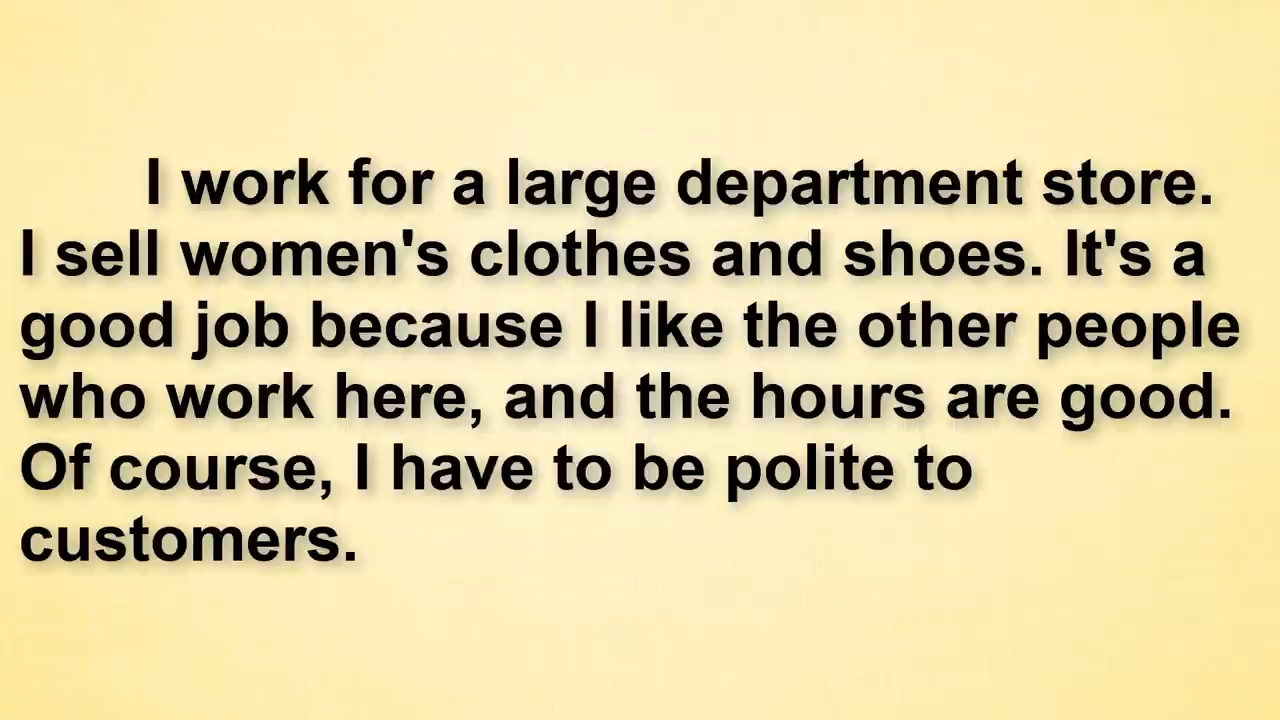 I work for a large department store.
I sell women's clothes and shoes. It's a
good job because I like the other people
who work here, and the hours are good.
Of course, I have to be polite to
customers.